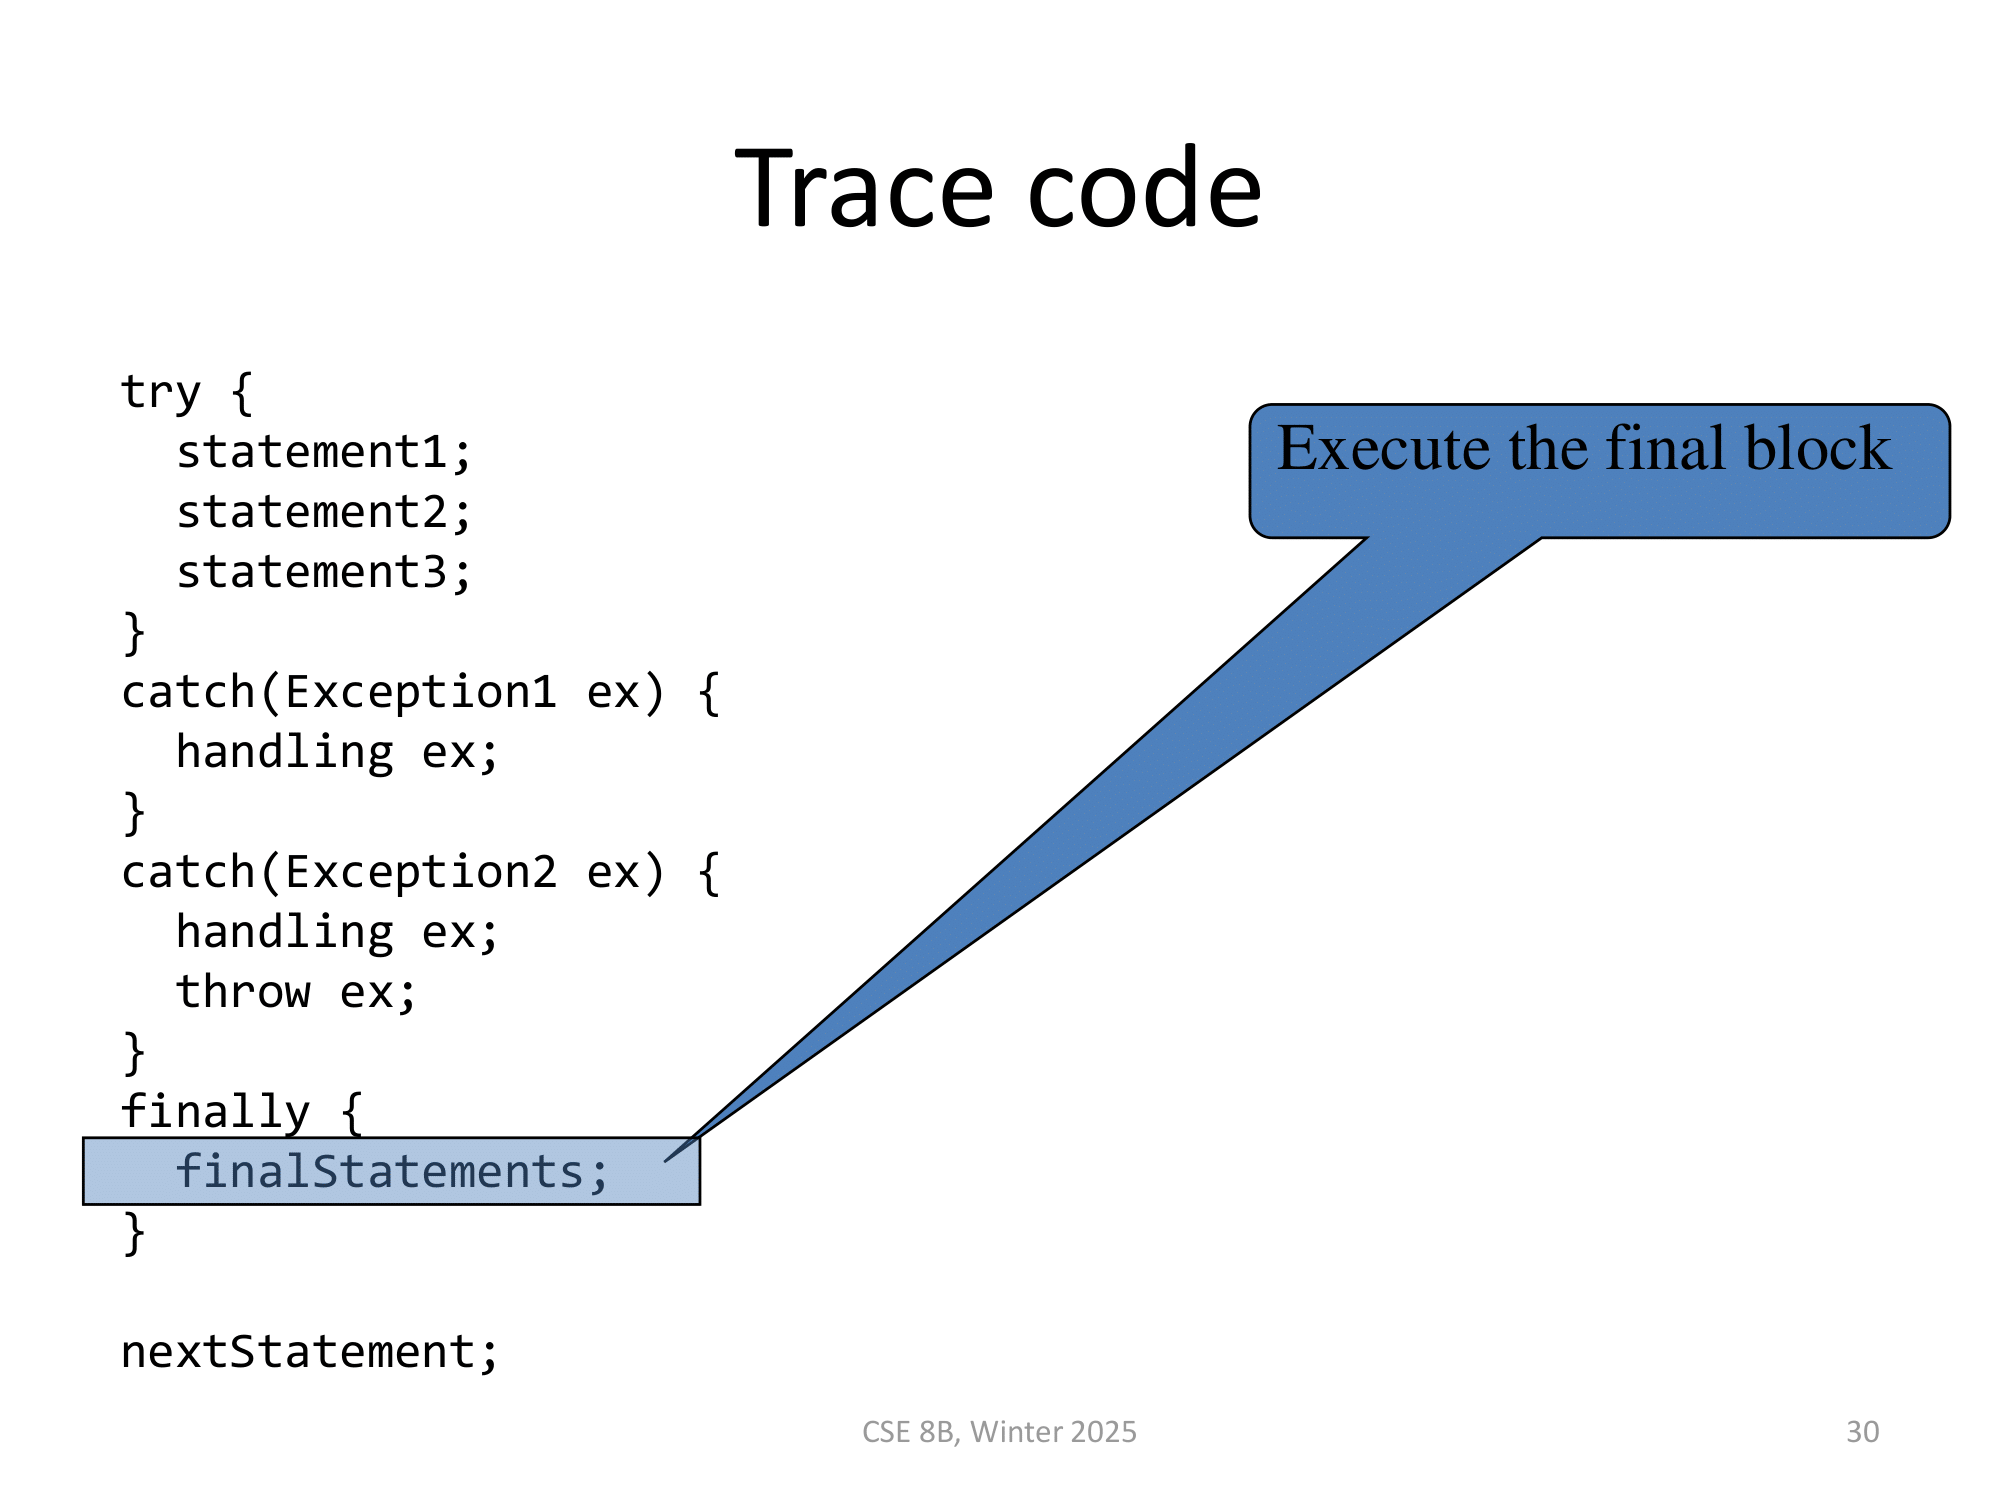 Trace code
try {
  statement1;
  statement2;
  statement3;
}
catch(Exception1 ex) {
  handling ex;
}
catch(Exception2 ex) {
  handling ex;
  throw ex;
}
finally {
  finalStatements;
}
nextStatement;
Execute the final block
CSE 8B, Winter 2025
30